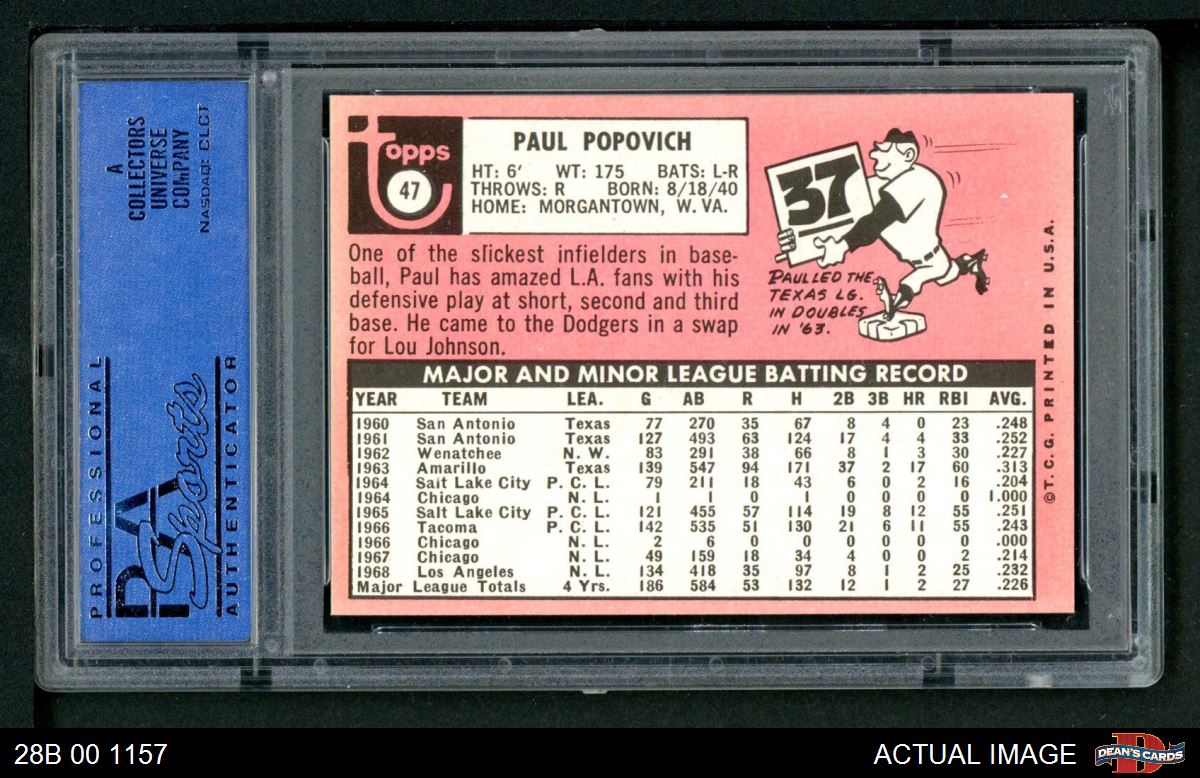 A
COLLECTORS
UNIVERSE
COMPANY
NASDAQ: CLCT
PROFESSIONAL
PSA
Sports
AUTHENTICATOR
topps
47
PAUL POPOVICH
HT: 6' WT: 175 BATS: L-R
THROWS: R BORN: 8/18/40
HOME: MORGANTOWN, W. VA.
One of the slickest infielders in base-
ball, Paul has amazed L.A. fans with his
defensive play at short, second and third
base. He came to the Dodgers in a swap
for Lou Johnson.
37
PAUL LED THE
TEXAS LG.
IN DOUBLES
IN '63.
©T.C.G. PRINTED IN U.S.A.
MAJOR AND MINOR LEAGUE BATTING RECORD
YEAR TEAM LEA. G AB R H 2B 3B HR RBI AVG.
1960 San Antonio Texas 77 270 35 67 8 4 0 23 .248
1961 San Antonio Texas 127 493 63 124 17 4 4 33 .252
1962 Wenatchee N. W. 83 291 38 66 8 1 3 30 .227
1963 Amarillo Texas 139 547 94 171 37 2 17 60 .313
1964 Salt Lake City P. C. L. 79 211 18 43 6 0 2 16 .204
1964 Chicago N. L. 1 1 0 1 0 0 0 0 1.000
1965 Salt Lake City P. C. L. 121 455 57 114 19 8 12 55 .251
1966 Tacoma P. C. L. 142 535 51 130 21 6 11 55 .243
1966 Chicago N. L. 2 6 0 0 0 0 0 0 .000
1967 Chicago N. L. 49 159 18 34 4 0 0 2 .214
1968 Los Angeles N. L. 134 418 35 97 8 1 2 25 .232
Major League Totals 4 Yrs. 186 584 53 132 12 1 2 27 .226
28B 00 1157
ACTUAL IMAGE
DEAN'S CARDS